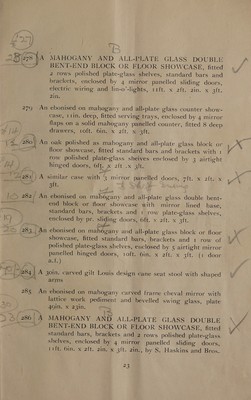 £27
B
28 278 A MAHOGANY AND ALL-PLATE GLASS DOUBLE
BENT-END BLOCK OR FLOOR SHOWCASE, fitted
2 rows polished plate-glass shelves, standard bars and
brackets, enclosed by 4 mirror panelled sliding doors,
electric wiring and 11ft. x 2ft. 2in. x 3ft.
2in.
279 An ebonised on mahogany and all-plate glass counter show-
case, 11in. deep, fitted serving trays, enclosed by 4 mirror
flaps on a solid mahogany panelled counter, fitted 8 deep
drawers, 10ft. 6in. x 2ft. x 3ft.
280 An oak polished as mahogany and all-plate glass block or
floor showcase, fitted standard bars and brackets with 1
row polished plate-glass shelves enclosed by 3 airtight
hinged doors, 6ft. x 2ft. x 3ft.
281 A similar case with 3 mirror panelled doors, 7ft. x 2ft. x
3ft.
282 An ebonised on mahogany and all-plate glass double bent-
end block or floor showcase with mirror lined base,
standard bars, brackets and 1 row plate-glass shelves,
enclosed by pr. sliding doors, 6ft. x 2ft. x 3ft.
283 An ebonised on mahogany and all-plate glass block or floor
showcase, fitted standard bars, brackets and 1 row of
polished plate-glass shelves, enclosed by 5 airtight mirror
panelled hinged doors, 10ft. 6in. x 2ft. x 3ft. (1 door
a.f.)
284 A 30in. carved gilt Louis design cane seat stool with shaped
arms
285 An ebonised on mahogany carved frame cheval mirror with
lattice work pediment and bevelled swing glass, plate
40in. x 23in.
B
286 A MAHOGANY AND ALL-PLATE GLASS DOUBLE
BENT-END BLOCK OR FLOOR SHOWCASE, fitted
standard bars, brackets and 2 rows polished plate-glass
shelves, enclosed by 4 mirror panelled sliding doors,
11ft. 6in. x 2ft. 2in. x 3ft. 2in., by S. Haskins and Bros.
23